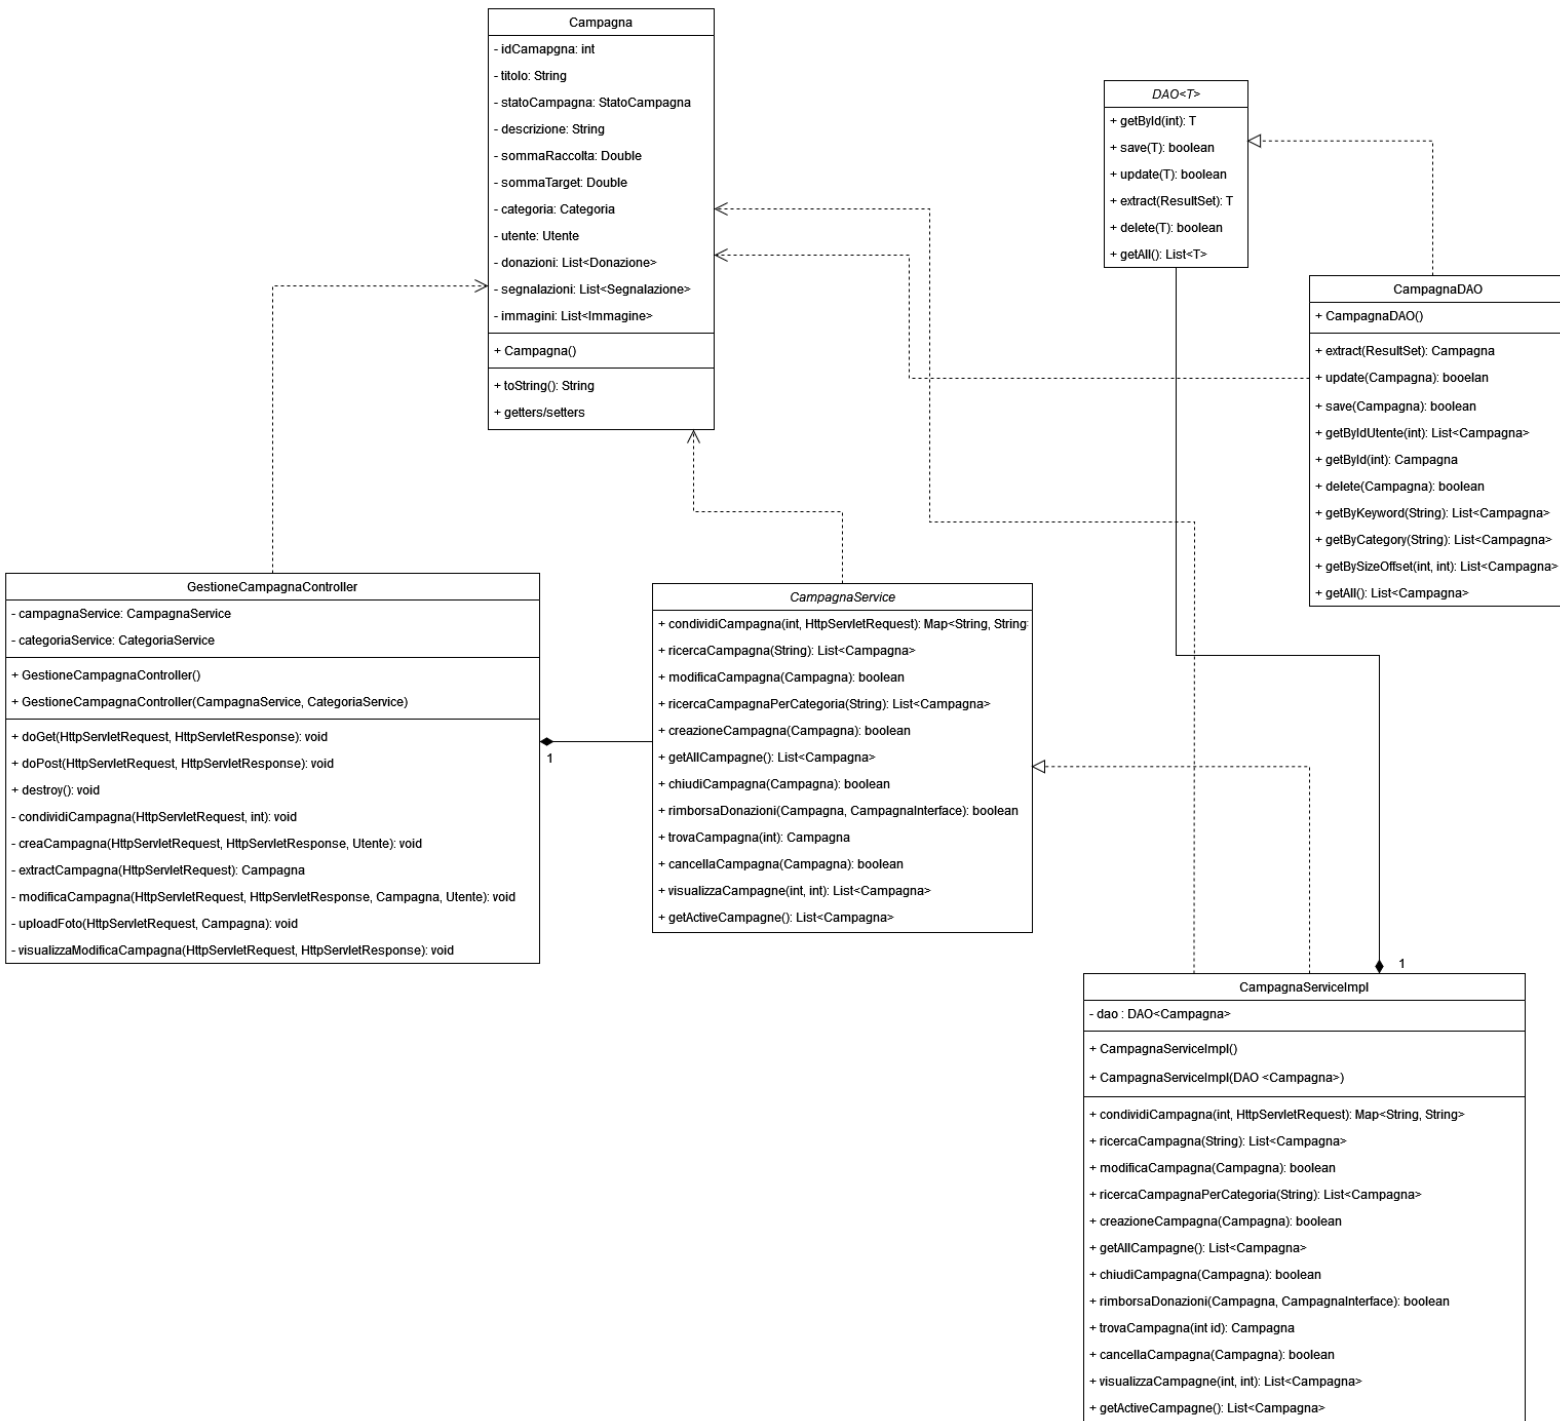 Campagna
- idCamapgna: int
- titolo: String
- statoCampagna: StatoCampagna
- descrizione: String
- sommaRaccolta: Double
- sommaTarget: Double
- categoria: Categoria
- utente: Utente
- donazioni: List<Donazione>
- segnalazioni: List<Segnalazione>
- immagini: List<Immagine>
+ Campagna()
+ toString(): String
+ getters/setters
DAO<T>
+ getById(int): T
+ save(T): boolean
+ update(T): boolean
+ extract(ResultSet): T
+ delete(T): boolean
+ getAll(): List<T>
CampagnaDAO
+ CampagnaDAO()
+ extract(ResultSet): Campagna
+ update(Campagna): booelan
+ save(Campagna): boolean
+ getByIdUtente(int): List<Campagna>
+ getById(int): Campagna
+ delete(Campagna): boolean
+ getByKeyword(String): List<Campagna>
+ getByCategory(String): List<Campagna>
+ getBySizeOffset(int, int): List<Campagna>
+ getAll(): List<Campagna>
GestioneCampagnaController
- campagnaService: CampagnaService
- categoriaService: CategoriaService
+ GestioneCampagnaController()
+ GestioneCampagnaController(CampagnaService, CategoriaService)
+ doGet(HttpServletRequest, HttpServletResponse): void
+ doPost(HttpServletRequest, HttpServletResponse): void
+ destroy(): void
- condividiCampagna(HttpServletRequest, int): void
- creaCampagna(HttpServletRequest, HttpServletResponse, Utente): void
- extractCampagna(HttpServletRequest): Campagna
- modificaCampagna(HttpServletRequest, HttpServletResponse, Campagna, Utente): void
- uploadFoto(HttpServletRequest, Campagna): void
- visualizzaModificaCampagna(HttpServletRequest, HttpServletResponse): void
1
CampagnaService
+ condividiCampagna(int, HttpServletRequest): Map<String, String
+ ricercaCampagna(String): List<Campagna>
+ modificaCampagna(Campagna): boolean
+ ricercaCampagnaPerCategoria(String): List<Campagna>
+ creazioneCampagna(Campagna): boolean
+ getAllCampagne(): List<Campagna>
+ chiudiCampagna(Campagna): boolean
+ rimborsaDonazioni(Campagna, CampagnaInterface): boolean
+ trovaCampagna(int): Campagna
+ cancellaCampagna(Campagna): boolean
+ visualizzaCampagne(int, int): List<Campagna>
+ getActiveCampagne(): List<Campagna>
1
CampagnaServiceImpl
- dao : DAO<Campagna>
+ CampagnaServiceImpl()
+ CampagnaServiceImpl(DAO <Campagna>)
+ condividiCampagna(int, HttpServletRequest): Map<String, String>
+ ricercaCampagna(String): List<Campagna>
+ modificaCampagna(Campagna): boolean
+ ricercaCampagnaPerCategoria(String): List<Campagna>
+ creazioneCampagna(Campagna): boolean
+ getAllCampagne(): List<Campagna>
+ chiudiCampagna(Campagna): boolean
+ rimborsaDonazioni(Campagna, CampagnaInterface): boolean
+ trovaCampagna(int id): Campagna
+ cancellaCampagna(Campagna): boolean
+ visualizzaCampagne(int, int): List<Campagna>
+ getActiveCampagne(): List<Campagna>